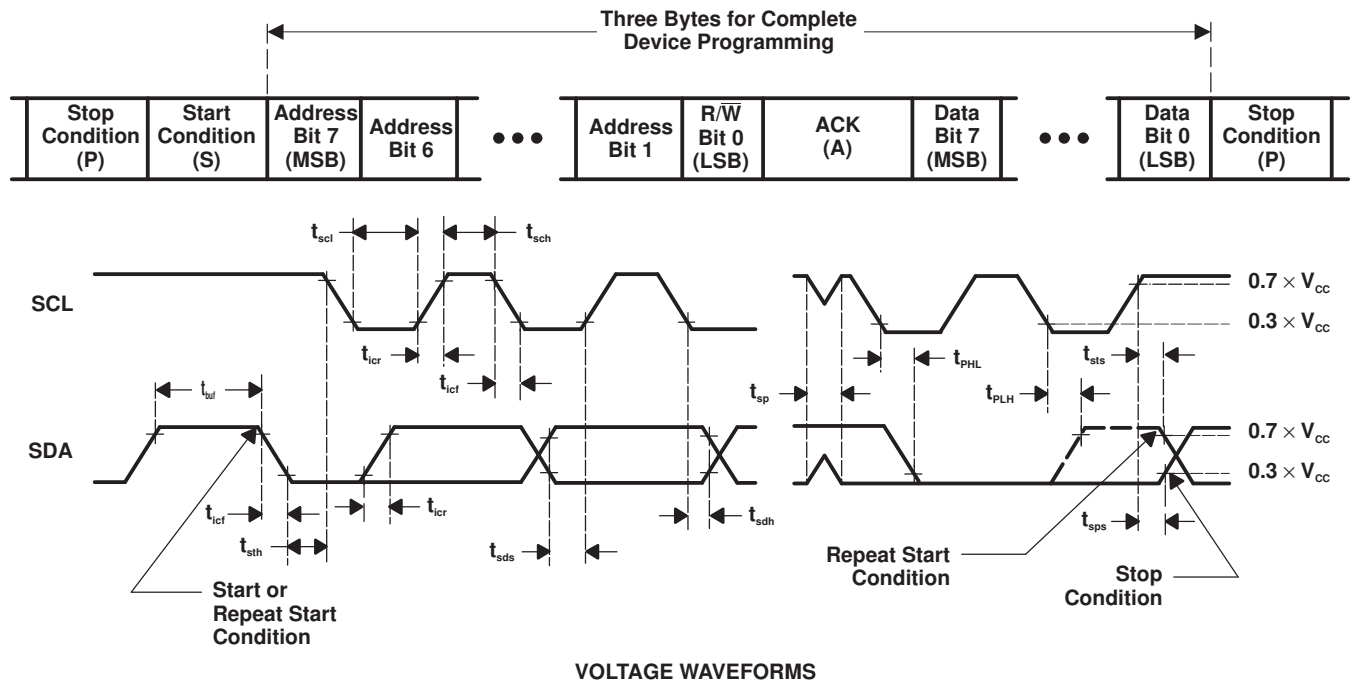 Three Bytes for Complete
Device Programming
Stop
Condition
(P)
Start
Condition
(S)
Address
Bit 7
(MSB)
Address
Bit 6
•••
Address
Bit 1
R/W̅
Bit 0
(LSB)
ACK
(A)
Data
Bit 7
(MSB)
•••
Data
Bit 0
(LSB)
Stop
Condition
(P)
tscl
tsch
SCL
0.7 × VCC
0.3 × VCC
ticr
ticf
tPHL
tsts
tbuf
tsp
tPLH
SDA
0.7 × VCC
0.3 × VCC
ticf
ticr
tsdh
tsps
tsth
tsds
Repeat Start
Condition
Stop
Condition
Start or
Repeat Start
Condition
VOLTAGE WAVEFORMS